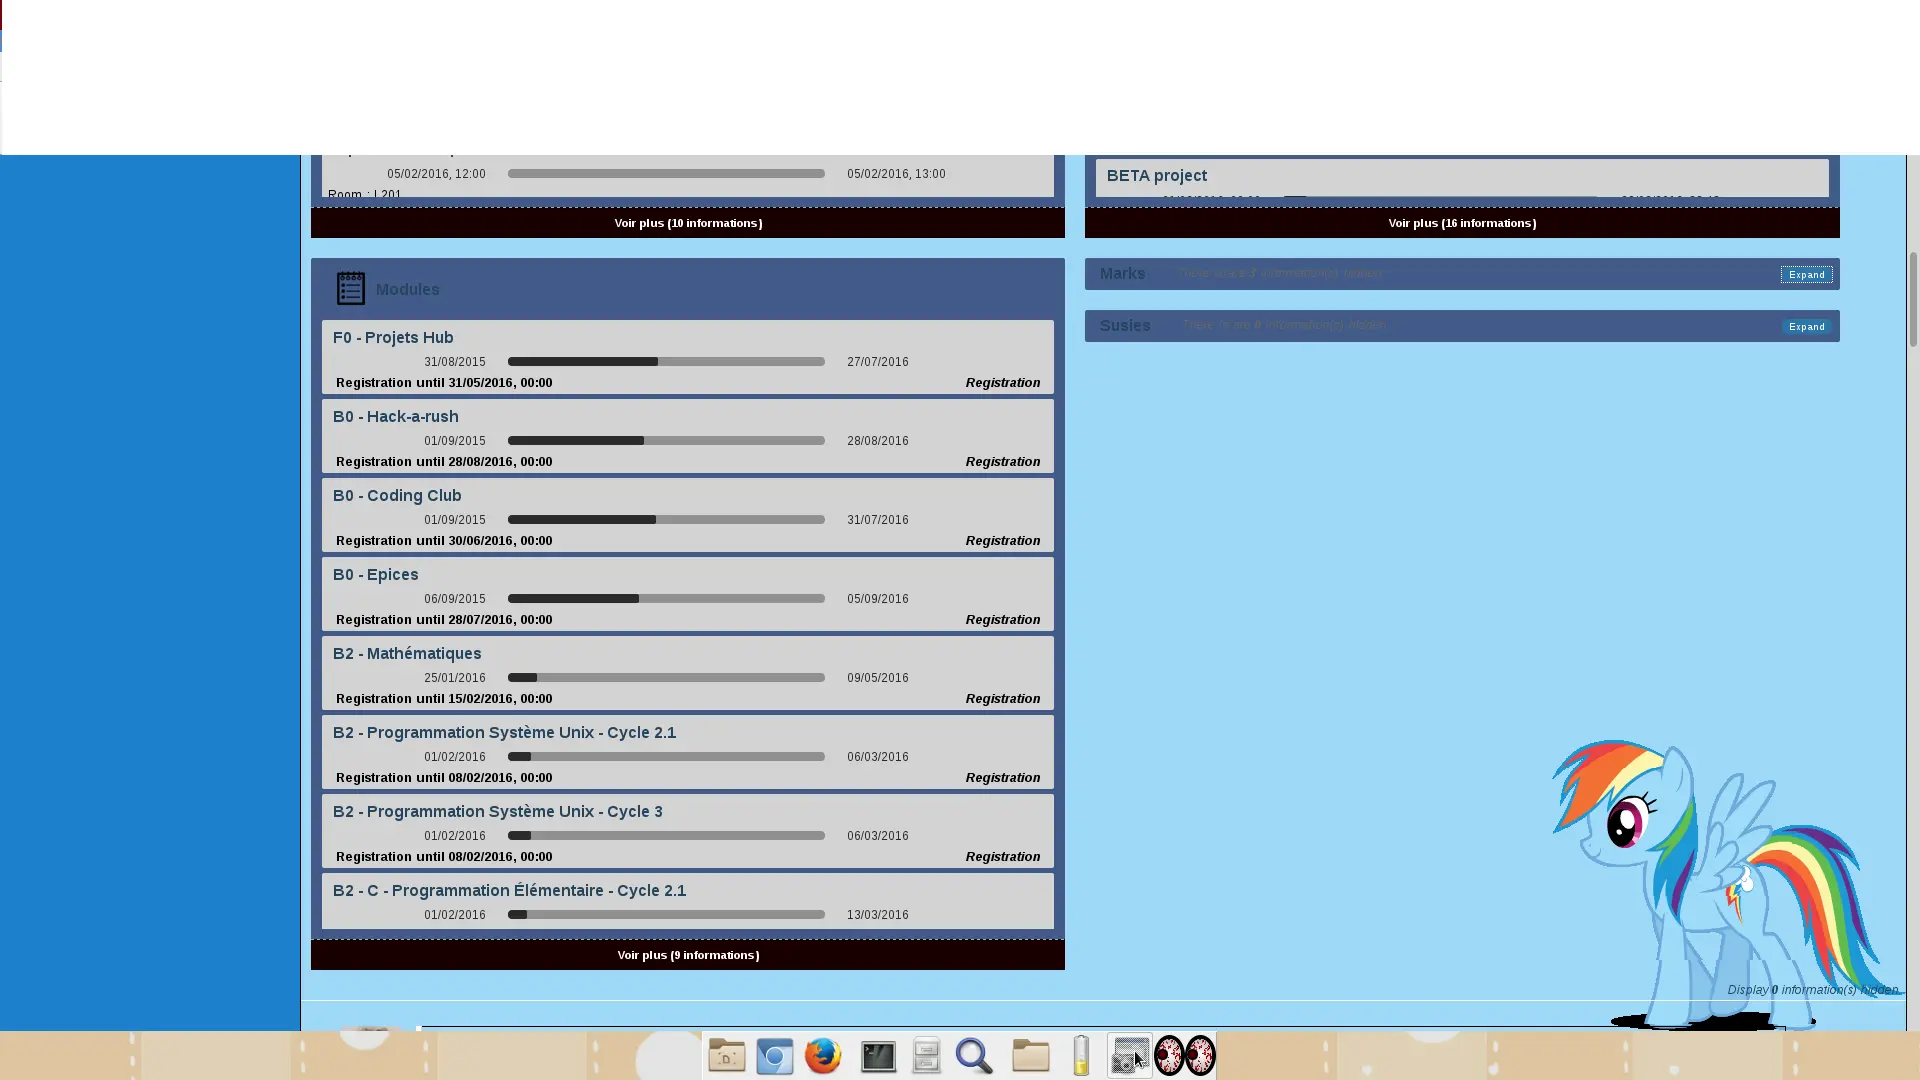 05/02/2016, 12:00 05/02/2016, 13:00
Room : L201
Voir plus (10 informations)
BETA project
Voir plus (16 informations)
Modules
F0 - Projets Hub
31/08/2015 27/07/2016
Registration until 31/05/2016, 00:00 Registration
B0 - Hack-a-rush
01/09/2015 28/08/2016
Registration until 28/08/2016, 00:00 Registration
B0 - Coding Club
01/09/2015 31/07/2016
Registration until 30/06/2016, 00:00 Registration
B0 - Epices
06/09/2015 05/09/2016
Registration until 28/07/2016, 00:00 Registration
B2 - Mathématiques
25/01/2016 09/05/2016
Registration until 15/02/2016, 00:00 Registration
B2 - Programmation Système Unix - Cycle 2.1
01/02/2016 06/03/2016
Registration until 08/02/2016, 00:00 Registration
B2 - Programmation Système Unix - Cycle 3
01/02/2016 06/03/2016
Registration until 08/02/2016, 00:00 Registration
B2 - C - Programmation Élémentaire - Cycle 2.1
01/02/2016 13/03/2016
Voir plus (9 informations)
Marks information(s) hidden Expand
Susies information(s) hidden Expand
Display 0 information(s) hidden